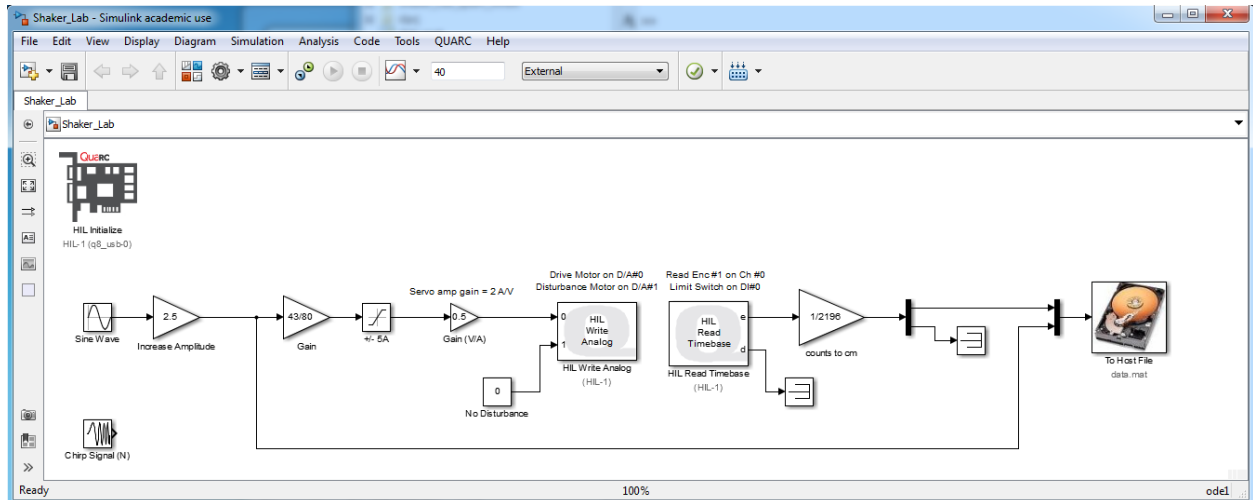 Shaker_Lab - Simulink academic use
File Edit View Display Diagram Simulation Analysis Code Tools QUARC Help
40 External
Shaker_Lab
Shaker_Lab
QUARC
HIL Initialize
HIL-1 (q8_usb-0)
Drive Motor on D/A#0
Disturbance Motor on D/A#1
Read Enc #1 on Ch #0
Limit Switch on DI#0
Servo amp gain = 2 A/V
Sine Wave
2.5
Increase Amplitude
43/80
Gain
+/- 5A
0.5
Gain (V/A)
0
1
HIL
Write
Analog
HIL Write Analog
(HIL-1)
0
No Disturbance
HIL
Read
Timebase
e
d
HIL Read Timebase
(HIL-1)
1/2196
counts to cm
To Host File
data.mat
Chirp Signal (N)
Ready 100% ode1